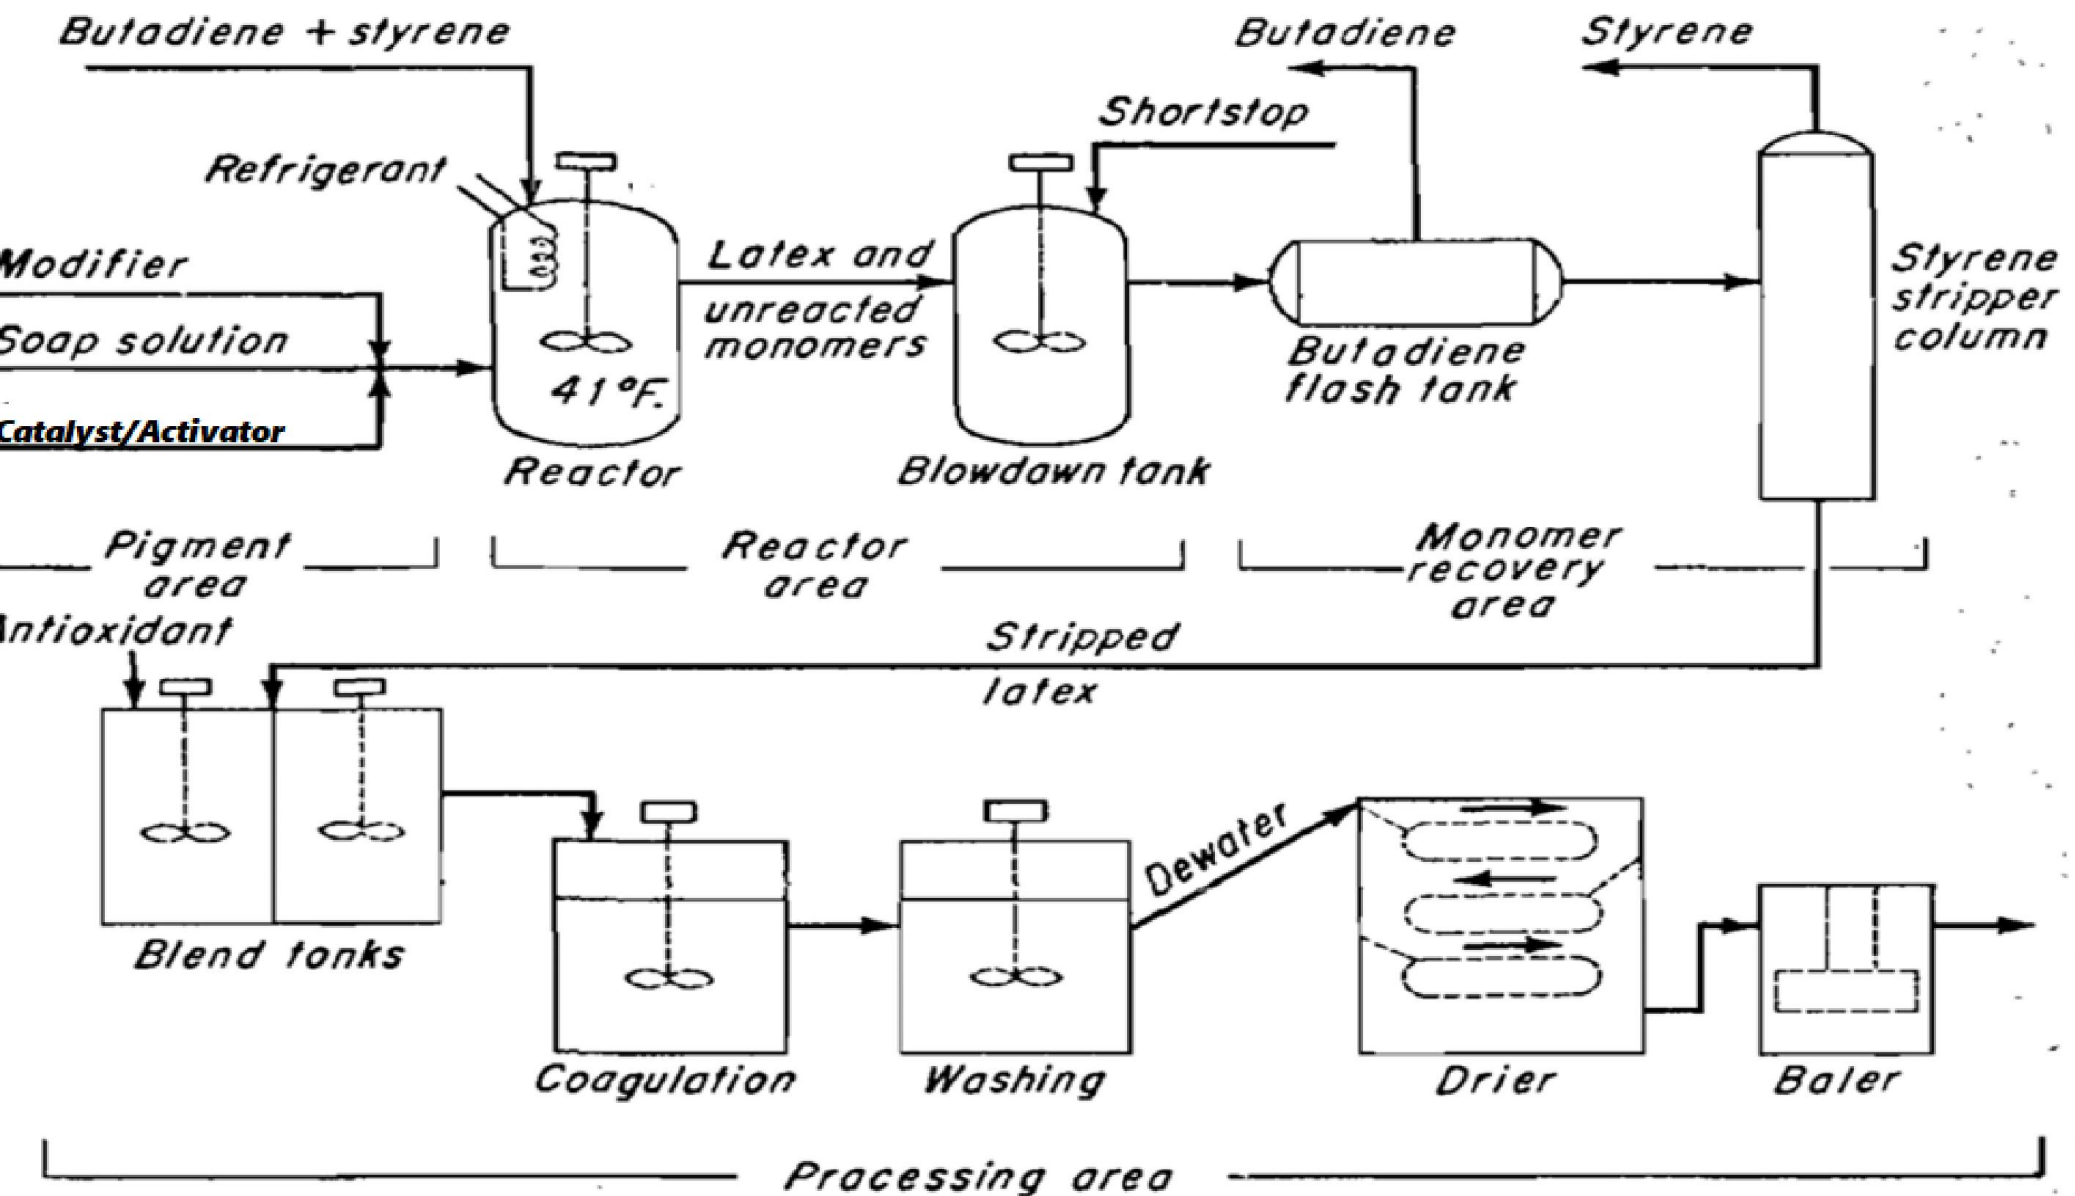 Butadiene + styrene
Butadiene
Styrene
Shortstop
Refrigerant
Modifier
Soap solution
Catalyst/Activator
41°F.
Reactor
Latex and
unreacted
monomers
Blowdawn tank
Butadiene
flash tank
Styrene
stripper
column
Pigment
area
Reactor
area
Monomer
recovery
area
Antioxidant
Stripped
latex
Blend tonks
Coagulation
Washing
Dewater
Drier
Baler
Processing area